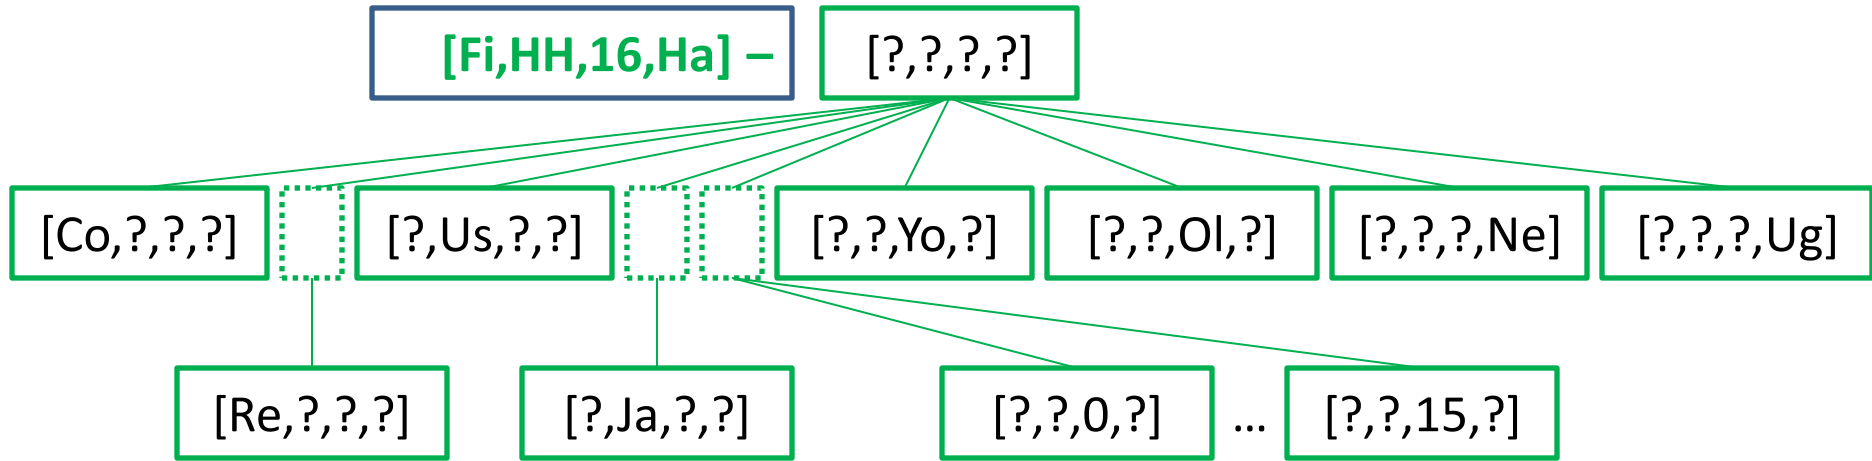 [Fi,HH,16,Ha] – [?,?,?,?]
[Co,?,?,?] [?,Us,?,?] [?,?,Yo,?] [?,?,Ol,?] [?,?,?,Ne] [?,?,?,Ug]
[Re,?,?,?] [?,Ja,?,?] [?,?,0,?] ... [?,?,15,?]